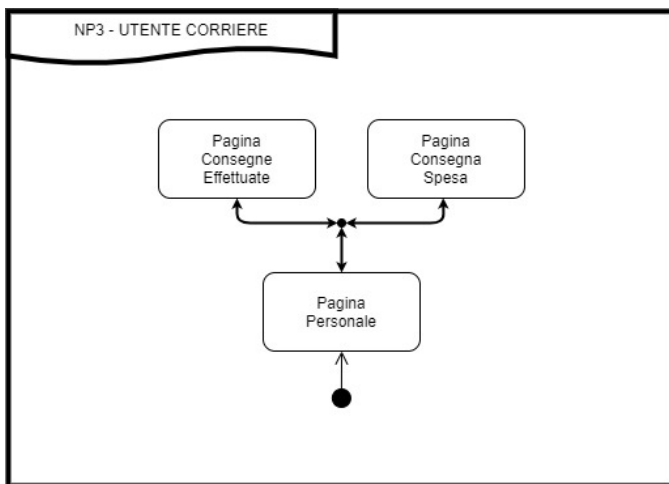 NP3 - UTENTE CORRIERE
Pagina
Consegne
Effettuate
Pagina
Consegna
Spesa
Pagina
Personale